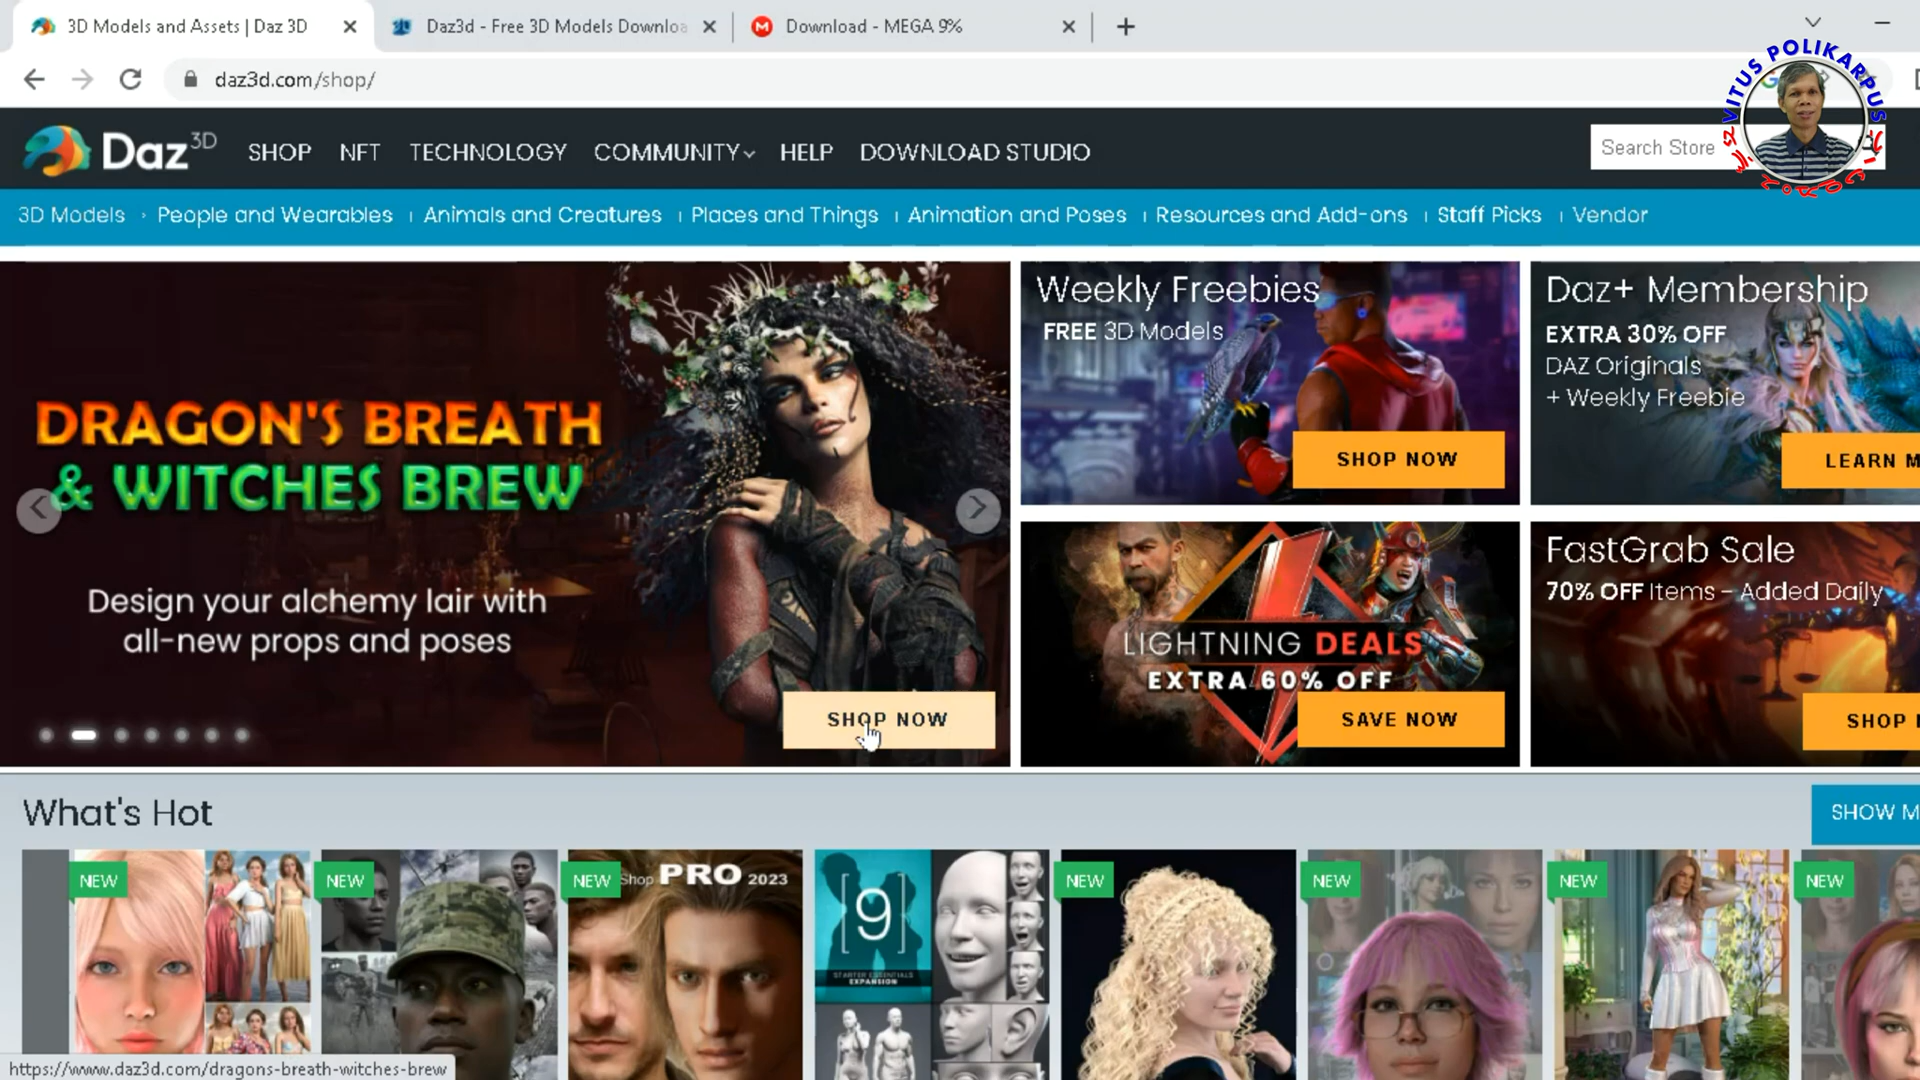 3D Models and Assets | Daz 3D
Daz3d - Free 3D Models Downloa
Download - MEGA 9%
daz3d.com/shop/
VITUS POLIKARPUS
Daz 3D
SHOP
NFT
TECHNOLOGY
COMMUNITY
HELP
DOWNLOAD STUDIO
Search Store
3D Models
People and Wearables
Animals and Creatures
Places and Things
Animation and Poses
Resources and Add-ons
Staff Picks
Vendor
DRAGON'S BREATH
& WITCHES BREW
Design your alchemy lair with
all-new props and poses
SHOP NOW
Weekly Freebies
FREE 3D Models
SHOP NOW
Daz+ Membership
EXTRA 30% OFF
DAZ Originals
+ Weekly Freebie
LEARN M
LIGHTNING DEALS
EXTRA 60% OFF
SAVE NOW
FastGrab Sale
70% OFF Items - Added Daily
SHOP
What's Hot
SHOW M
NEW
NEW
NEW
Shop PRO 2023
[9]
STARTER ESSENTIALS
EXPANSION
NEW
NEW
NEW
NEW
https://www.daz3d.com/dragons-breath-witches-brew